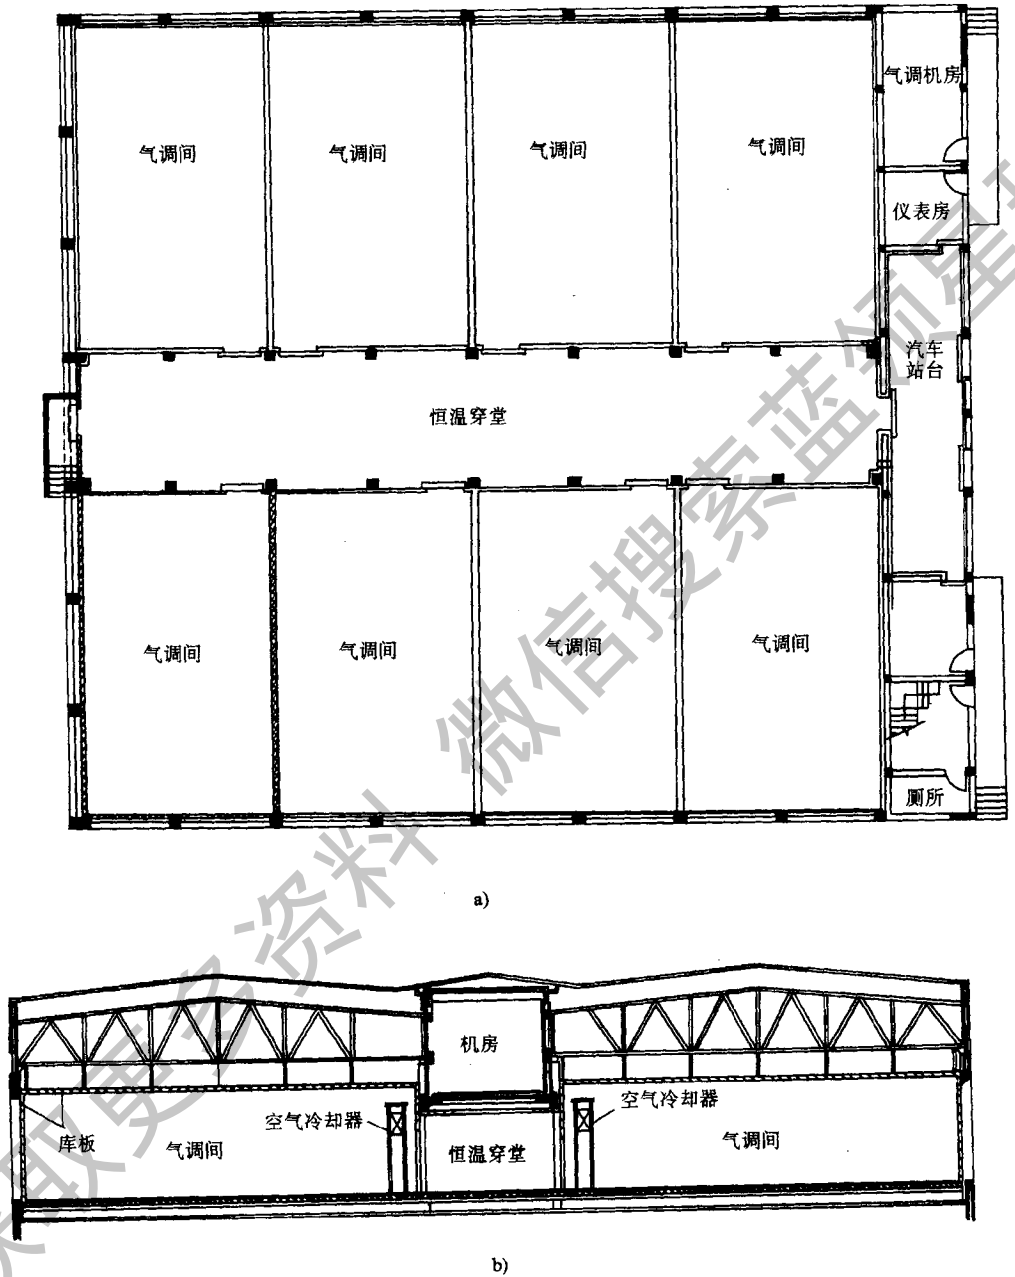 气调机房
气调间
气调间
气调间
气调间
仪表房
汽车
站台
恒温穿堂
气调间
气调间
气调间
气调间
厕所
a)
机房
空气冷却器
空气冷却器
库板
气调间
恒温穿堂
气调间
b)
获取更多资料 微信搜索蓝领星球